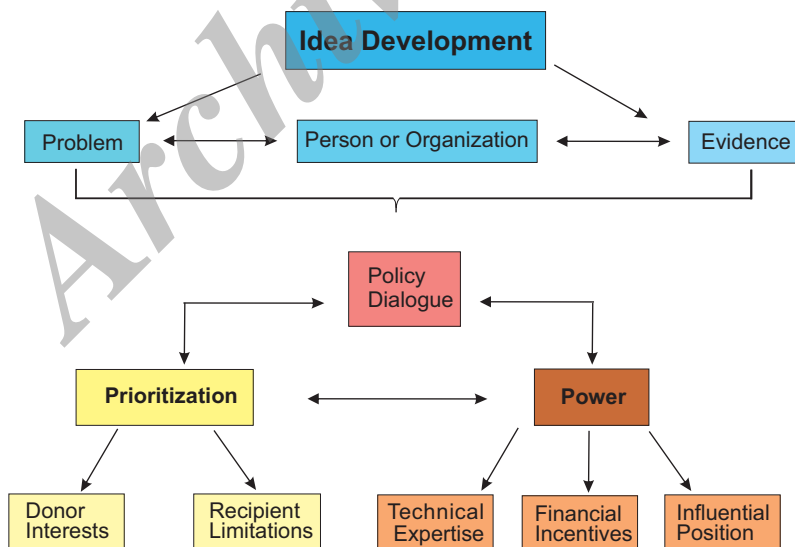 Idea Development
Problem
Person or Organization
Evidence
Policy
Dialogue
Prioritization
Power
Donor
Interests
Recipient
Limitations
Technical
Expertise
Financial
Incentives
Influential
Position